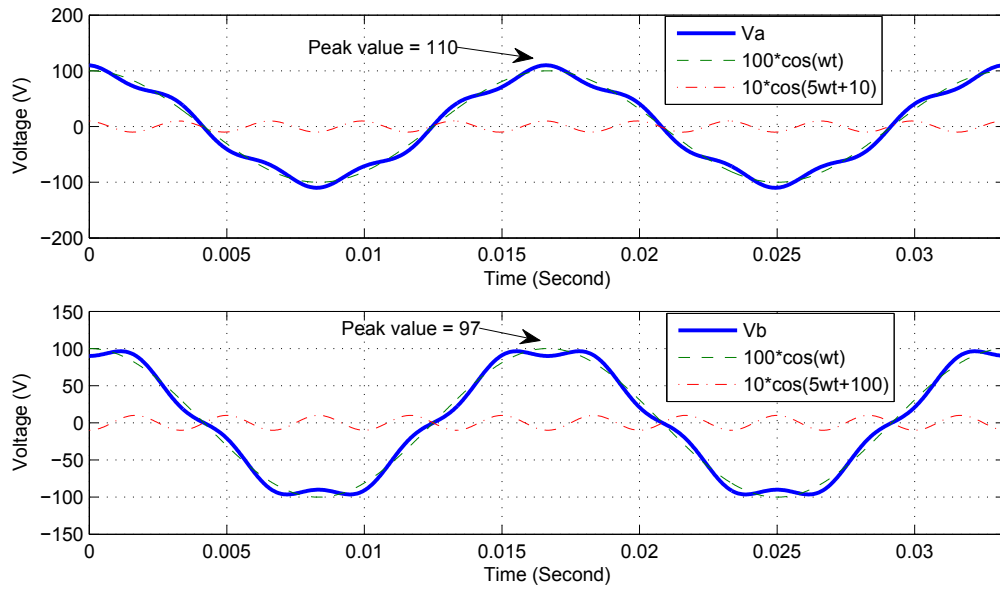 200
100
0
−100
−200
Voltage (V)
Peak value = 110
Va
100*cos(wt)
10*cos(5wt+10)
0
0.005
0.01
0.015
0.02
0.025
0.03
Time (Second)
150
100
50
0
−50
−100
−150
Voltage (V)
Peak value = 97
Vb
100*cos(wt)
10*cos(5wt+100)
0
0.005
0.01
0.015
0.02
0.025
0.03
Time (Second)